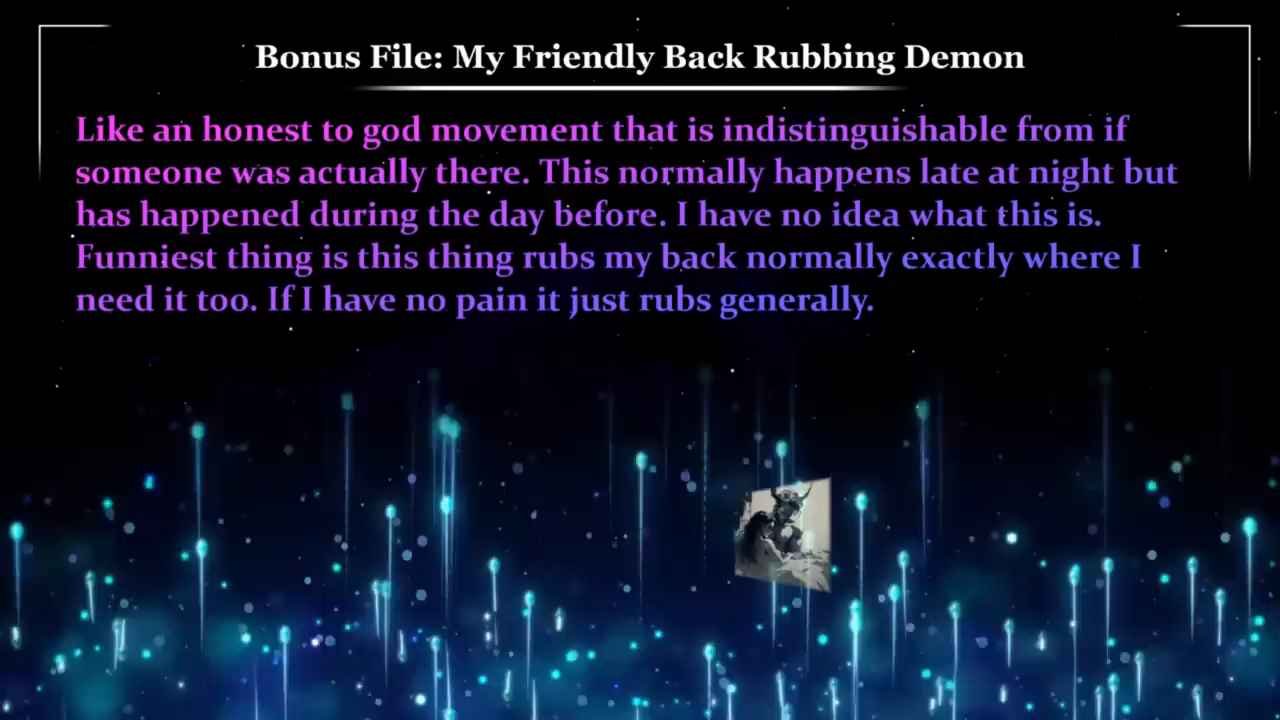 Bonus File: My Friendly Back Rubbing Demon
Like an honest to god movement that is indistinguishable from if
someone was actually there. This normally happens late at night but
has happened during the day before. I have no idea what this is.
Funniest thing is this thing rubs my back normally exactly where I
need it too. If I have no pain it just rubs generally.